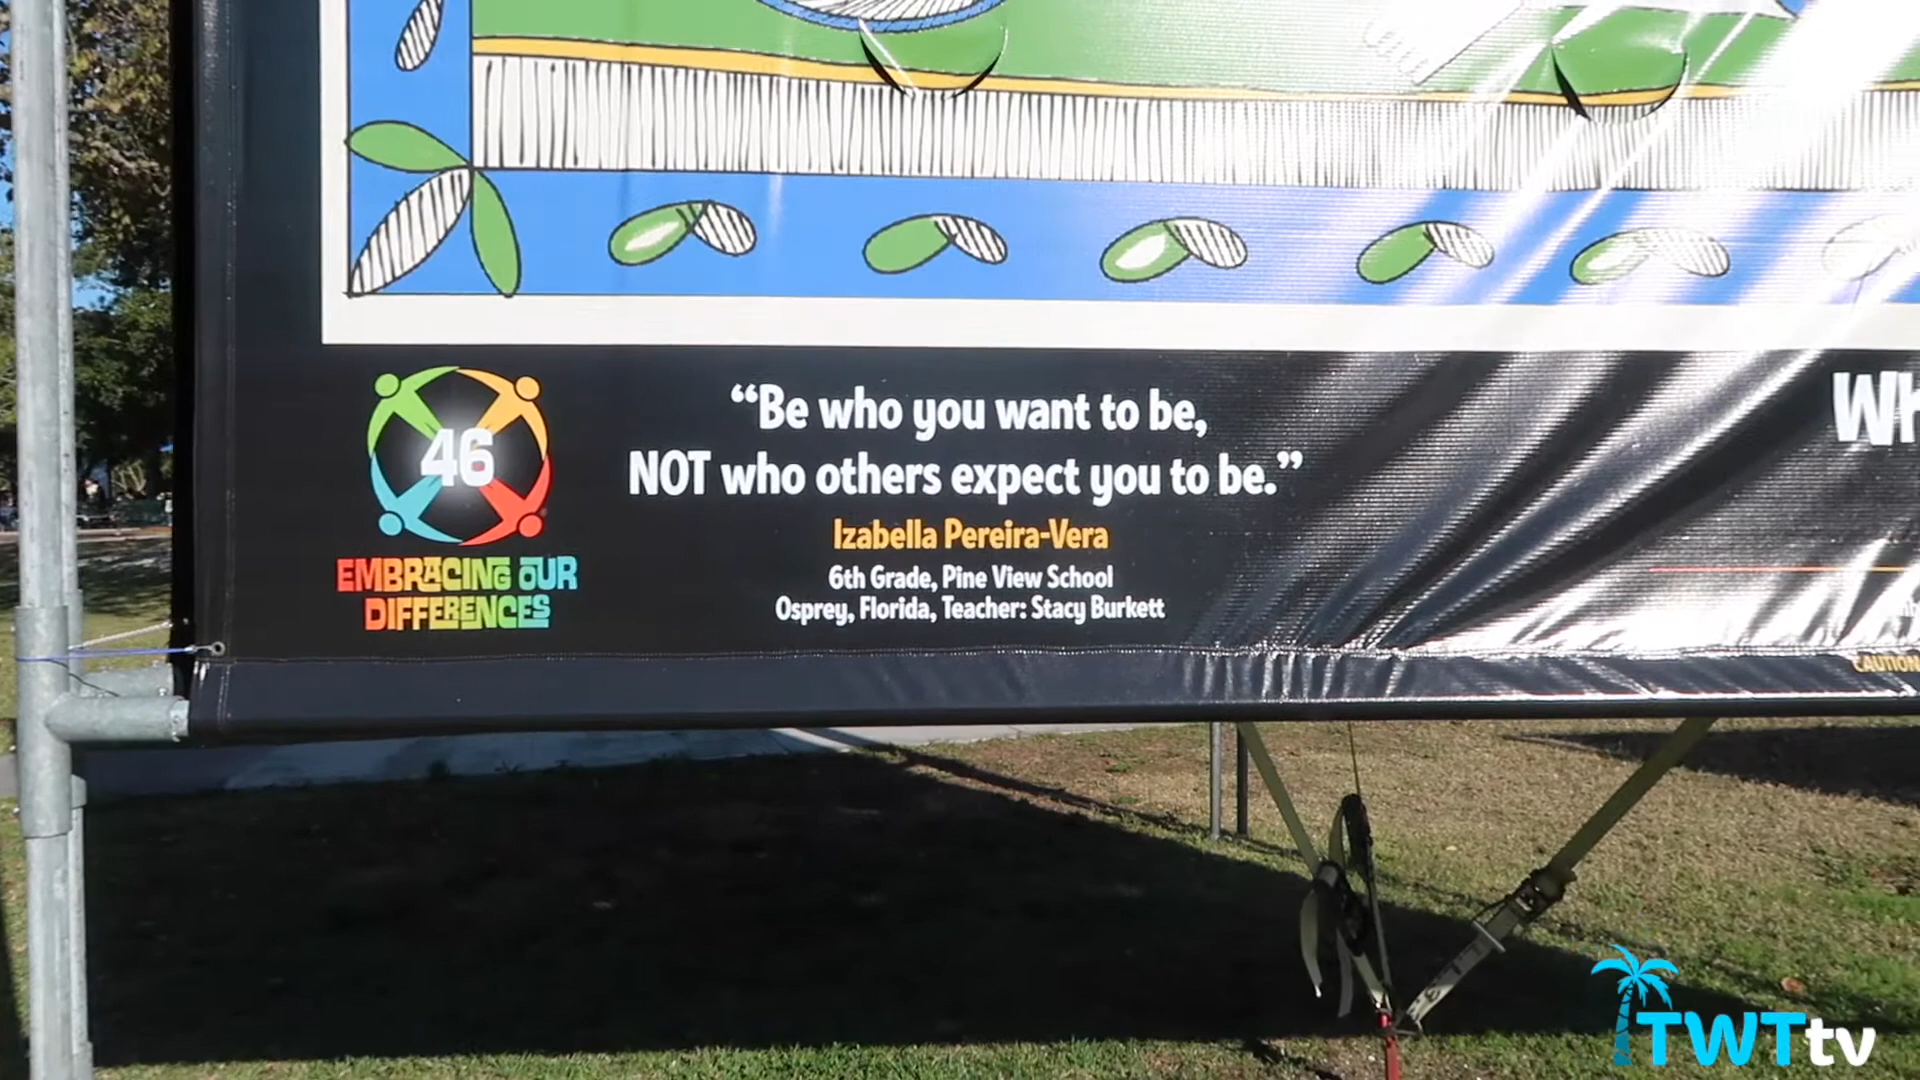 46
EMBRACING OUR
DIFFERENCES
“Be who you want to be,
NOT who others expect you to be.”
Izabella Pereira-Vera
6th Grade, Pine View School
Osprey, Florida, Teacher: Stacy Burkett
CAUTION
TWTtv